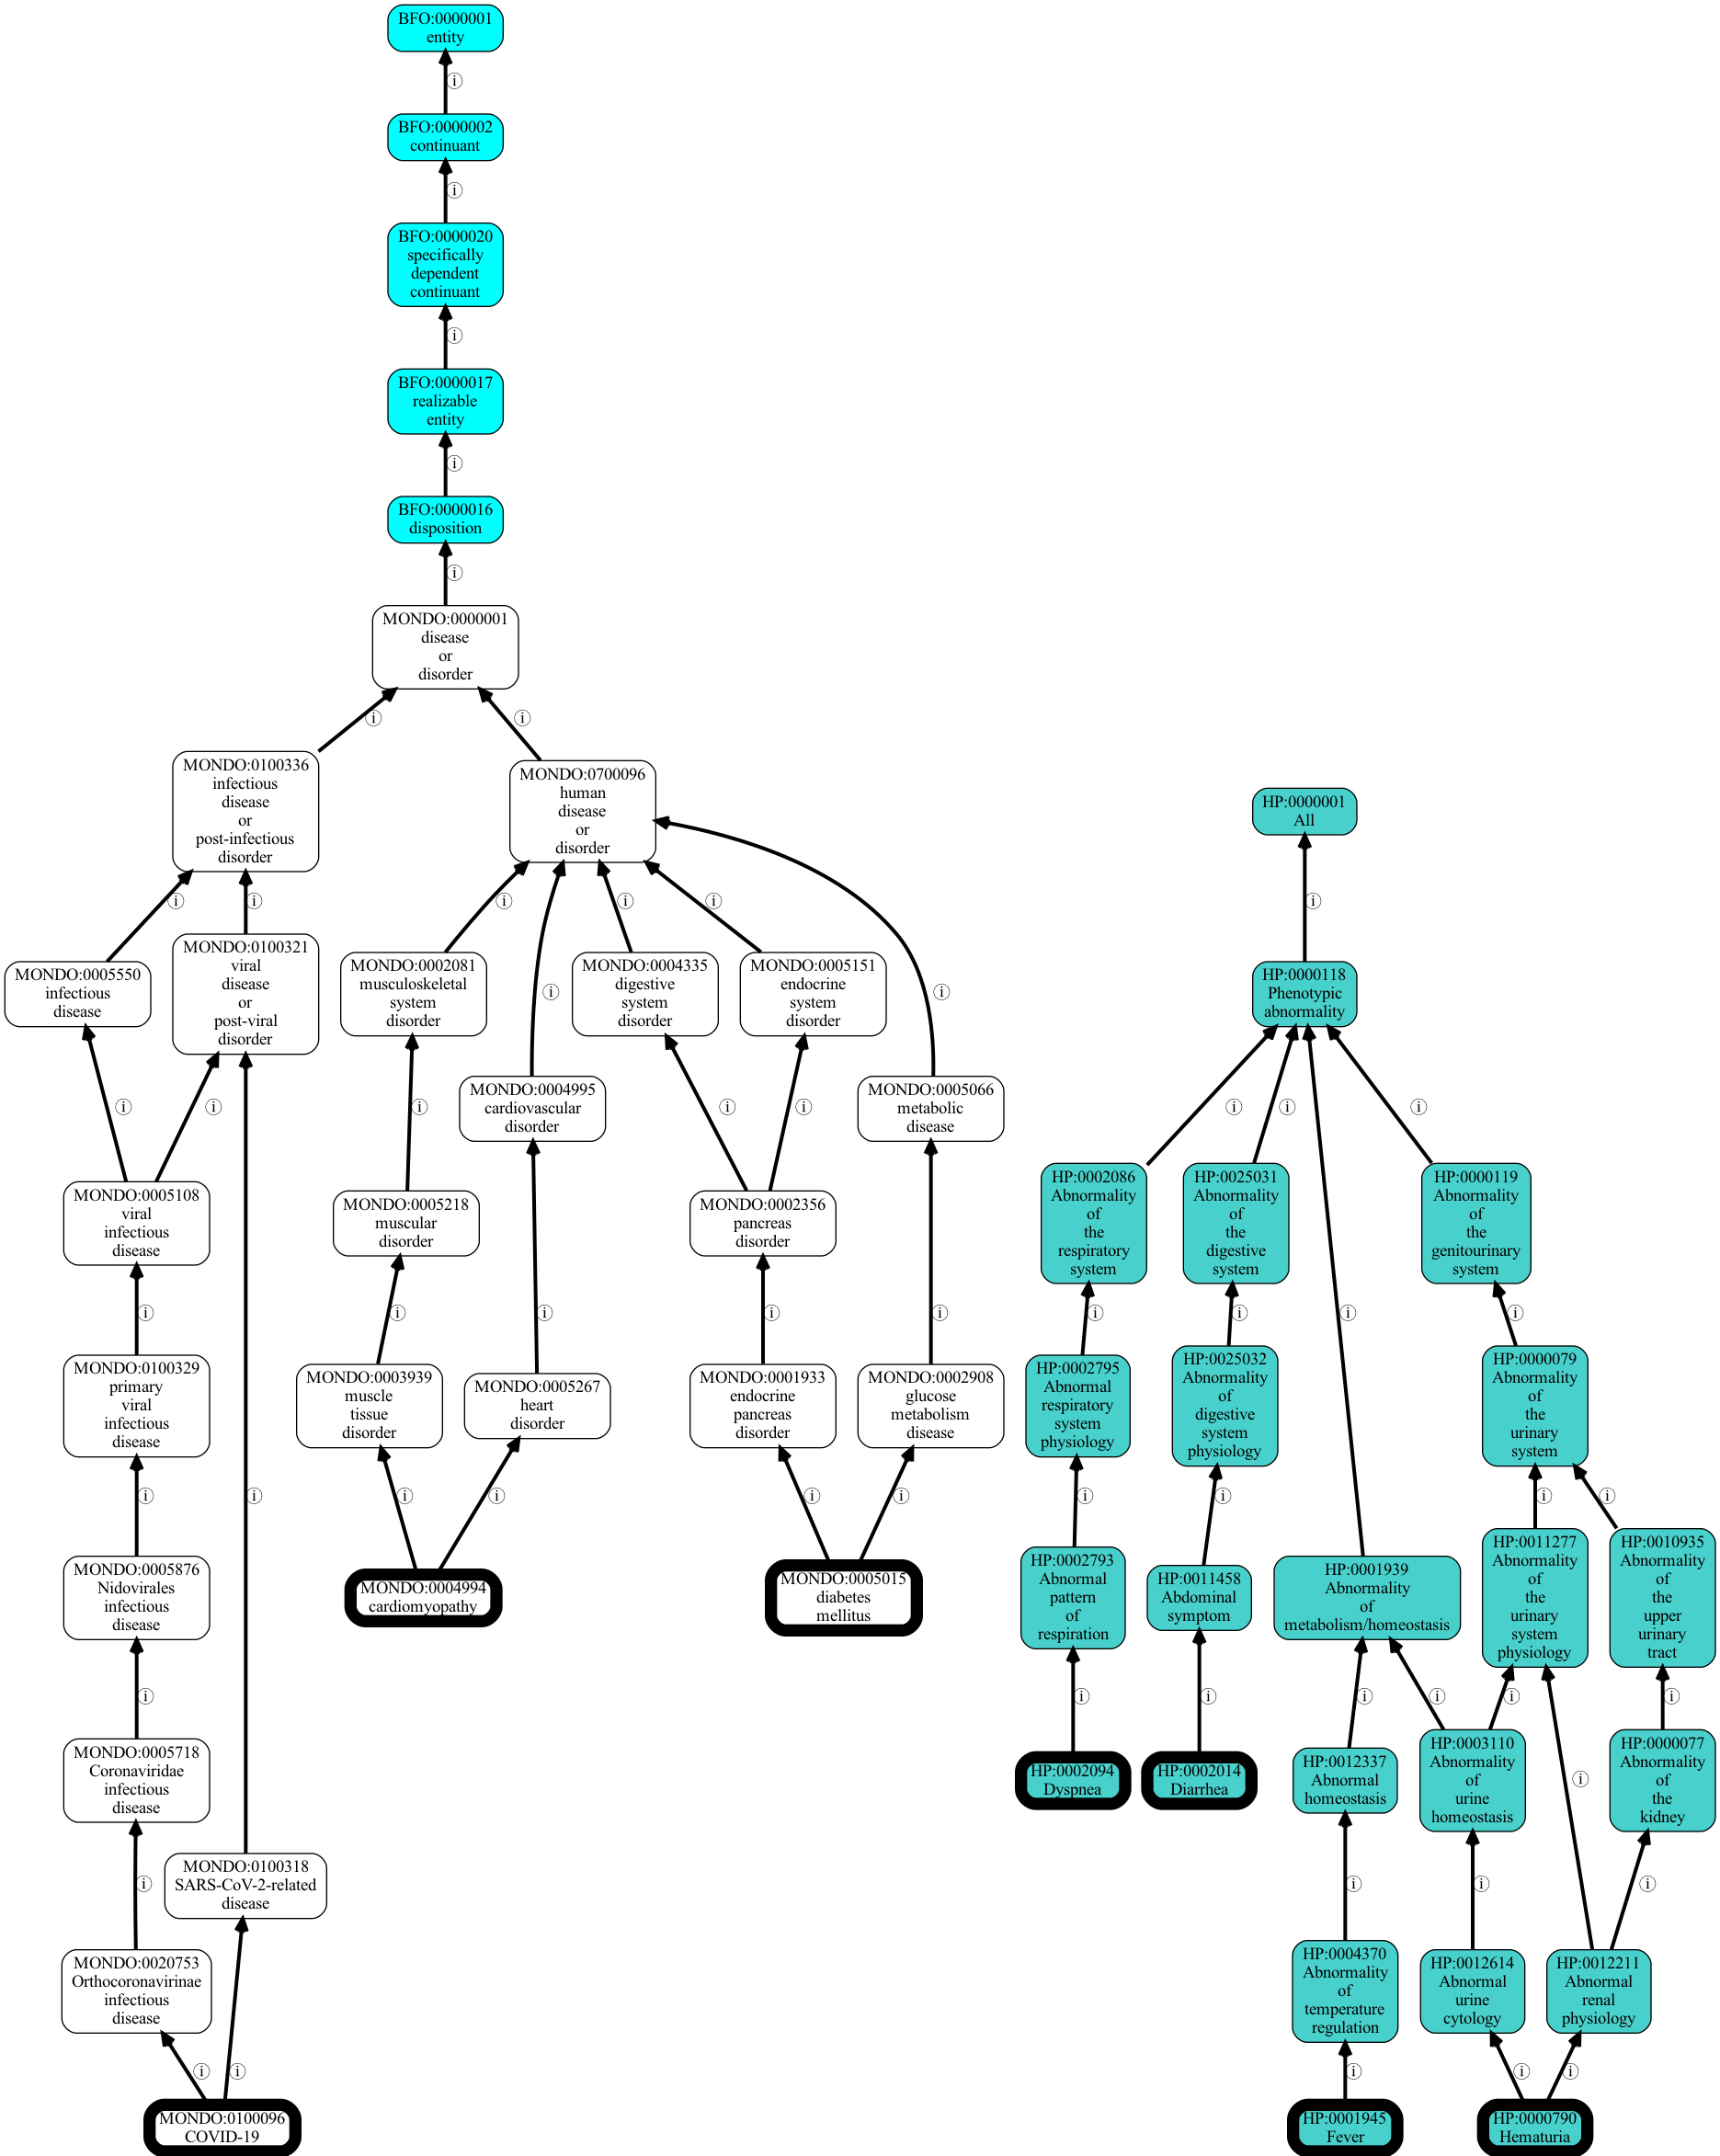 BFO:0000001
entity
ⓘ
BFO:0000002
continuant
ⓘ
BFO:0000020
specifically
dependent
continuant
ⓘ
BFO:0000017
realizable
entity
ⓘ
BFO:0000016
disposition
ⓘ
MONDO:0000001
disease
or
disorder
ⓘ
ⓘ
MONDO:0100336
infectious
disease
or
post-infectious
disorder
MONDO:0700096
human
disease
or
disorder
ⓘ
ⓘ
ⓘ
ⓘ
ⓘ
ⓘ
ⓘ
MONDO:0005550
infectious
disease
MONDO:0100321
viral
disease
or
post-viral
disorder
MONDO:0002081
musculoskeletal
system
disorder
MONDO:0004335
digestive
system
disorder
MONDO:0005151
endocrine
system
disorder
MONDO:0004995
cardiovascular
disorder
MONDO:0005066
metabolic
disease
ⓘ
ⓘ
ⓘ
ⓘ
ⓘ
MONDO:0005108
viral
infectious
disease
MONDO:0005218
muscular
disorder
MONDO:0002356
pancreas
disorder
ⓘ
ⓘ
ⓘ
ⓘ
ⓘ
MONDO:0100329
primary
viral
infectious
disease
MONDO:0003939
muscle
tissue
disorder
MONDO:0005267
heart
disorder
MONDO:0001933
endocrine
pancreas
disorder
MONDO:0002908
glucose
metabolism
disease
ⓘ
ⓘ
ⓘ
ⓘ
ⓘ
ⓘ
MONDO:0005876
Nidovirales
infectious
disease
MONDO:0004994
cardiomyopathy
MONDO:0005015
diabetes
mellitus
ⓘ
MONDO:0005718
Coronaviridae
infectious
disease
ⓘ
MONDO:0100318
SARS-CoV-2-related
disease
MONDO:0020753
Orthocoronavirinae
infectious
disease
ⓘ
ⓘ
MONDO:0100096
COVID-19
HP:0000001
All
ⓘ
HP:0000118
Phenotypic
abnormality
ⓘ
ⓘ
ⓘ
HP:0002086
Abnormality
of
the
respiratory
system
HP:0025031
Abnormality
of
the
digestive
system
HP:0000119
Abnormality
of
the
genitourinary
system
ⓘ
ⓘ
ⓘ
ⓘ
HP:0002795
Abnormal
respiratory
system
physiology
HP:0025032
Abnormality
of
digestive
system
physiology
HP:0000079
Abnormality
of
the
urinary
system
ⓘ
ⓘ
ⓘ
ⓘ
HP:0002793
Abnormal
pattern
of
respiration
HP:0011458
Abdominal
symptom
HP:0001939
Abnormality
of
metabolism/homeostasis
HP:0011277
Abnormality
of
the
urinary
system
physiology
HP:0010935
Abnormality
of
the
upper
urinary
tract
ⓘ
ⓘ
ⓘ
ⓘ
ⓘ
ⓘ
ⓘ
HP:0002094
Dyspnea
HP:0002014
Diarrhea
HP:0012337
Abnormal
homeostasis
HP:0003110
Abnormality
of
urine
homeostasis
HP:0000077
Abnormality
of
the
kidney
ⓘ
ⓘ
ⓘ
HP:0004370
Abnormality
of
temperature
regulation
HP:0012614
Abnormal
urine
cytology
HP:0012211
Abnormal
renal
physiology
ⓘ
ⓘ
ⓘ
HP:0001945
Fever
HP:0000790
Hematuria